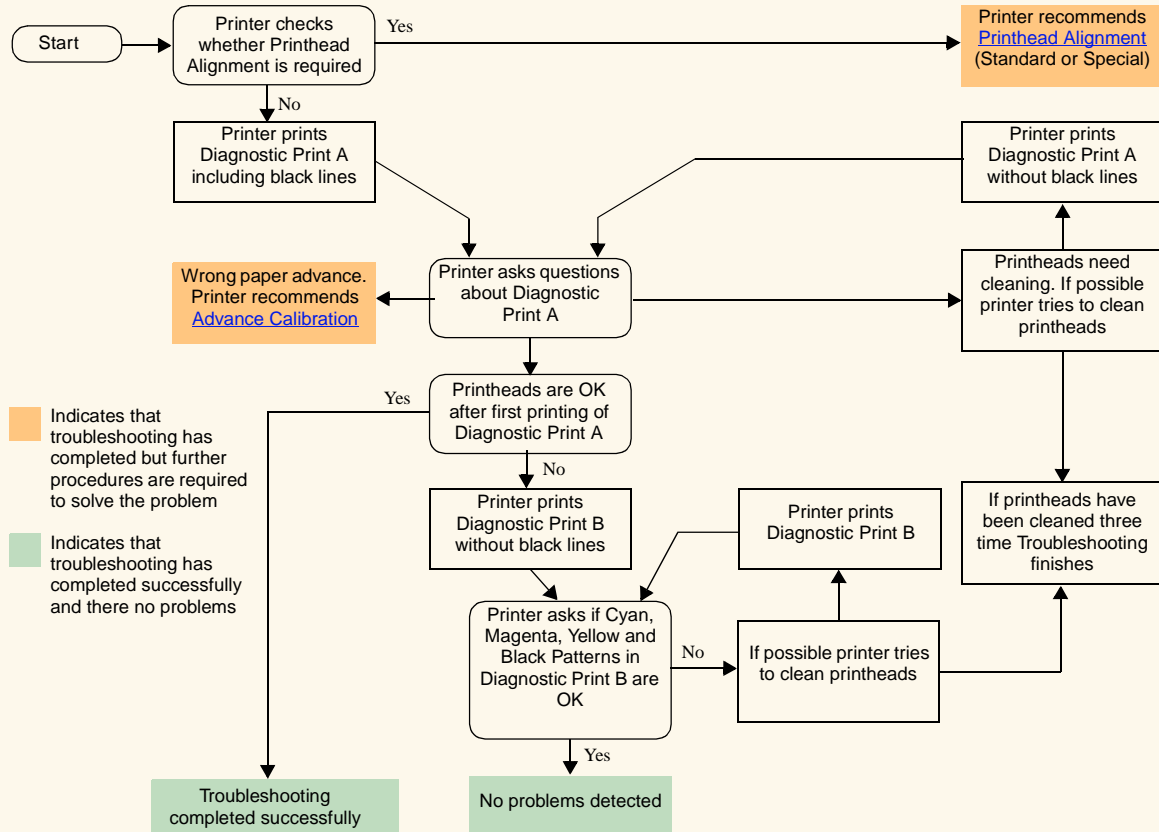 Start
Printer checks
whether Printhead
Alignment is required
Yes
Printer recommends
Printhead Alignment
(Standard or Special)
No
Printer prints
Diagnostic Print A
including black lines
Printer prints
Diagnostic Print A
without black lines
Wrong paper advance.
Printer recommends
Advance Calibration
Printer asks questions
about Diagnostic
Print A
Printheads need
cleaning. If possible
printer tries to clean
printheads
Yes
Printheads are OK
after first printing of
Diagnostic Print A
No
Indicates that
troubleshooting has
completed but further
procedures are required
to solve the problem
Indicates that
troubleshooting has
completed successfully
and there no problems
Printer prints
Diagnostic Print B
without black lines
Printer prints
Diagnostic Print B
If printheads have
been cleaned three
time Troubleshooting
finishes
Printer asks if Cyan,
Magenta, Yellow and
Black Patterns in
Diagnostic Print B are
OK
No
If possible printer tries
to clean printheads
Yes
Troubleshooting
completed successfully
No problems detected